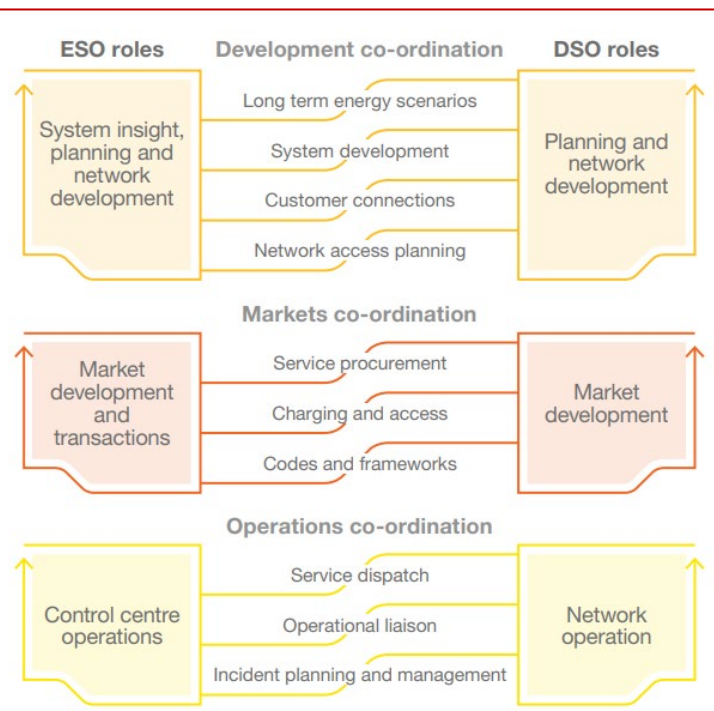 ESO roles
Development co-ordination
DSO roles
System insight,
planning and
network
development
Long term energy scenarios
System development
Customer connections
Network access planning
Planning and
network
development
Markets co-ordination
Market
development
and
transactions
Service procurement
Charging and access
Codes and frameworks
Market
development
Operations co-ordination
Control centre
operations
Service dispatch
Operational liaison
Incident planning and management
Network
operation